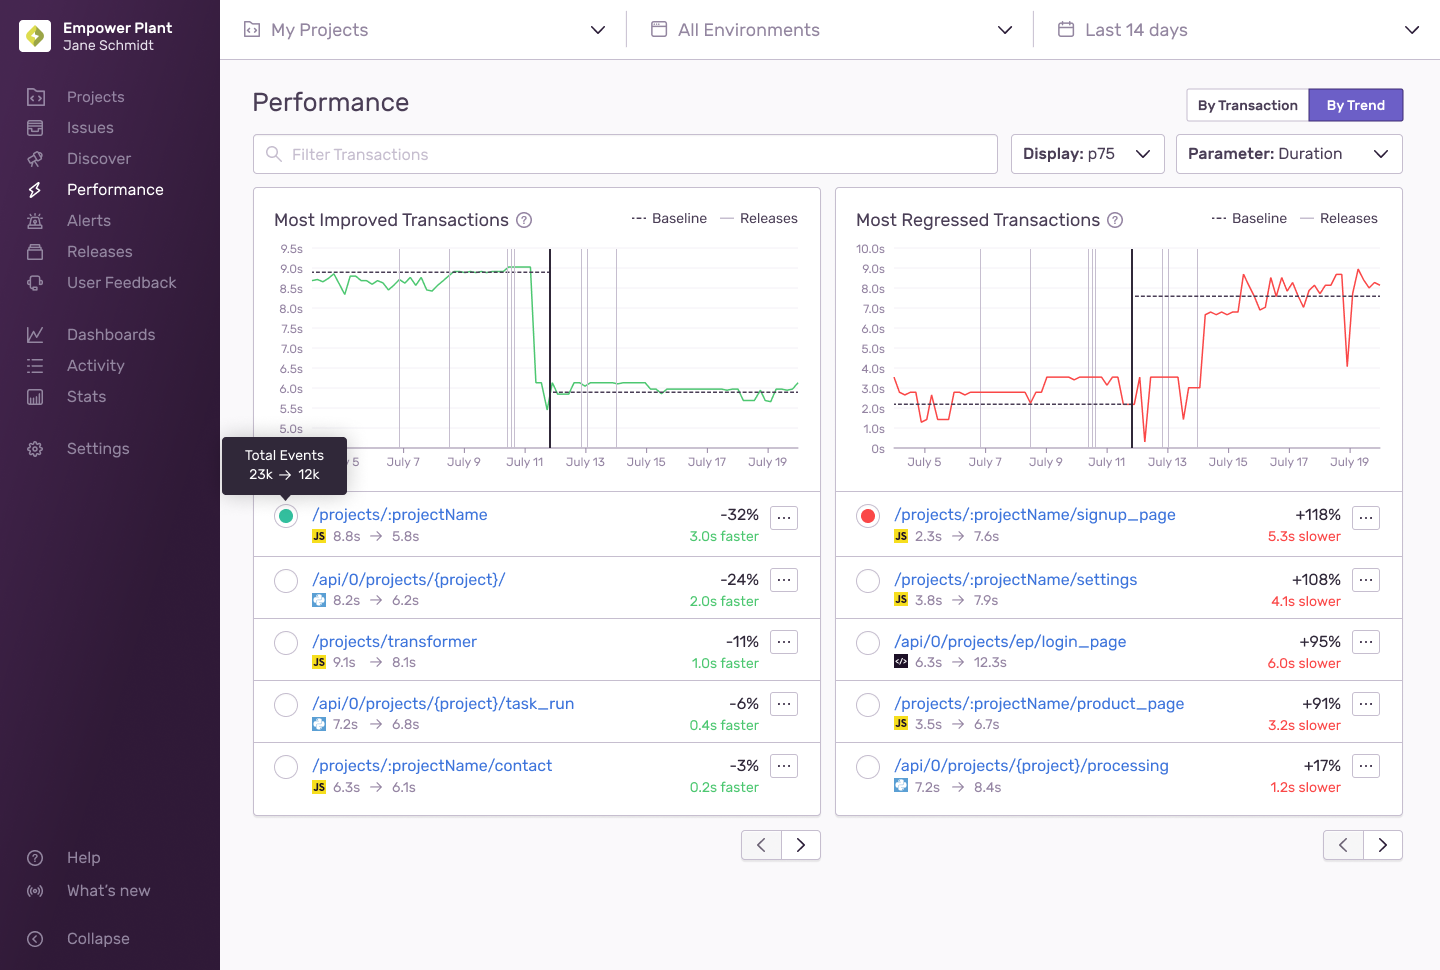 Empower Plant
Jane Schmidt
Projects
Issues
Discover
Performance
Alerts
Releases
User Feedback
Dashboards
Activity
Stats
Settings
Help
What's new
Collapse
My Projects
All Environments
Last 14 days
Performance
By Transaction
By Trend
Filter Transactions
Display: p75
Parameter: Duration
Most Improved Transactions ?
Baseline
Releases
9.5s
9.0s
8.5s
8.0s
7.5s
7.0s
6.5s
6.0s
5.5s
5.0s
5 July 7 July 9 July 11 July 13 July 15 July 17 July 19
Total Events
23k → 12k
/projects/:projectName
-32%
JS 8.8s → 5.8s
3.0s faster
/api/0/projects/{project}/
-24%
8.2s → 6.2s
2.0s faster
/projects/transformer
-11%
JS 9.1s → 8.1s
1.0s faster
/api/0/projects/{project}/task_run
-6%
7.2s → 6.8s
0.4s faster
/projects/:projectName/contact
-3%
JS 6.3s → 6.1s
0.2s faster
Most Regressed Transactions ?
Baseline
Releases
10.0s
9.0s
8.0s
7.0s
6.0s
5.0s
4.0s
3.0s
2.0s
1.0s
0s
July 5 July 7 July 9 July 11 July 13 July 15 July 17 July 19
/projects/:projectName/signup_page
+118%
JS 2.3s → 7.6s
5.3s slower
/projects/:projectName/settings
+108%
JS 3.8s → 7.9s
4.1s slower
/api/0/projects/ep/login_page
+95%
</> 6.3s → 12.3s
6.0s slower
/projects/:projectName/product_page
+91%
JS 3.5s → 6.7s
3.2s slower
/api/0/projects/{project}/processing
+17%
7.2s → 8.4s
1.2s slower